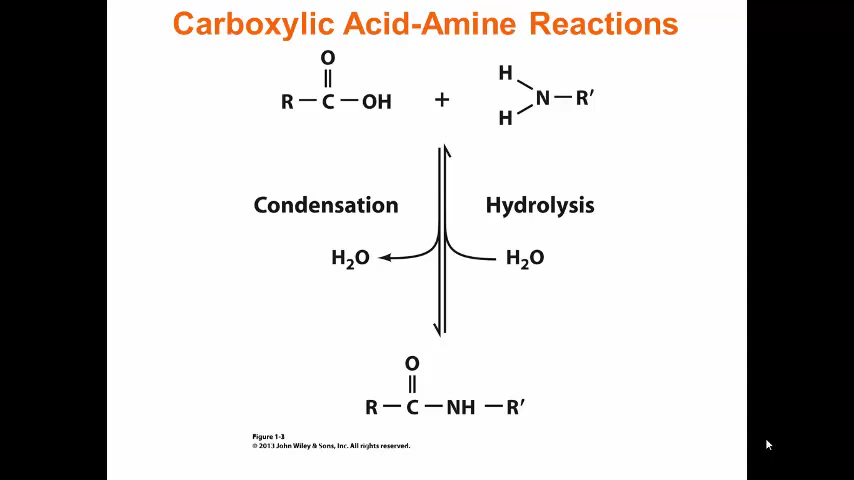 Carboxylic Acid-Amine Reactions
O
R — C — OH + H
H
N — R′
Condensation Hydrolysis
H₂O H₂O
O
R — C — NH — R′
Figure 1-3
© 2013 John Wiley & Sons, Inc. All rights reserved.